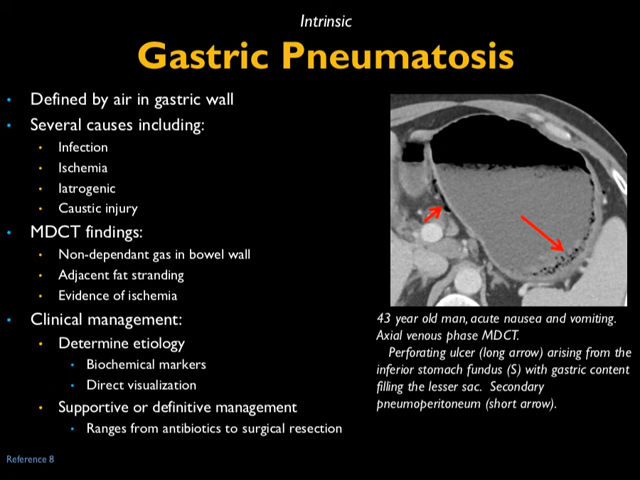 Intrinsic
Gastric Pneumatosis
Defined by air in gastric wall
Several causes including:
Infection
Ischemia
Iatrogenic
Caustic injury
MDCT findings:
Non-dependant gas in bowel wall
Adjacent fat stranding
Evidence of ischemia
Clinical management:
Determine etiology
Biochemical markers
Direct visualization
Supportive or definitive management
Ranges from antibiotics to surgical resection
43 year old man, acute nausea and vomiting.
Axial venous phase MDCT.
Perforating ulcer (long arrow) arising from the
inferior stomach fundus (S) with gastric content
filling the lesser sac. Secondary
pneumoperitoneum (short arrow).
Reference 8